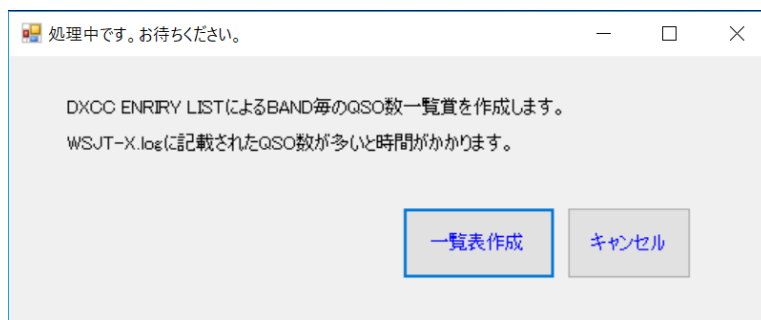 処理中です。お待ちください。
DXCC ENRIRY LISTによるBAND毎のQSO数一覧賞を作成します。
WSJT-X.logに記載されたQSO数が多いと時間がかかります。
一覧表作成
キャンセル